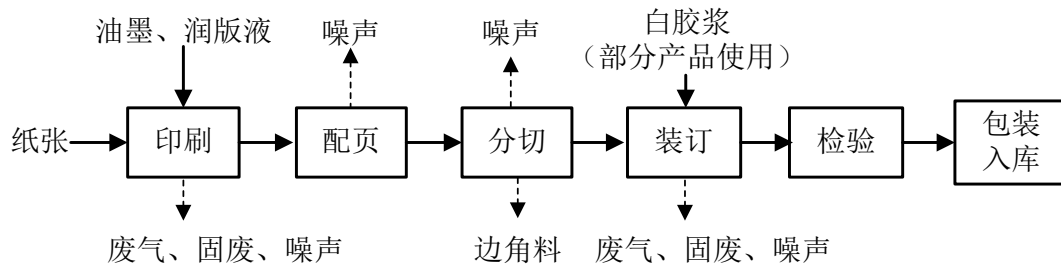 油墨、润版液
噪声
噪声
白胶浆
（部分产品使用）
纸张
印刷
配页
分切
装订
检验
包装
入库
废气、固废、噪声
边角料
废气、固废、噪声